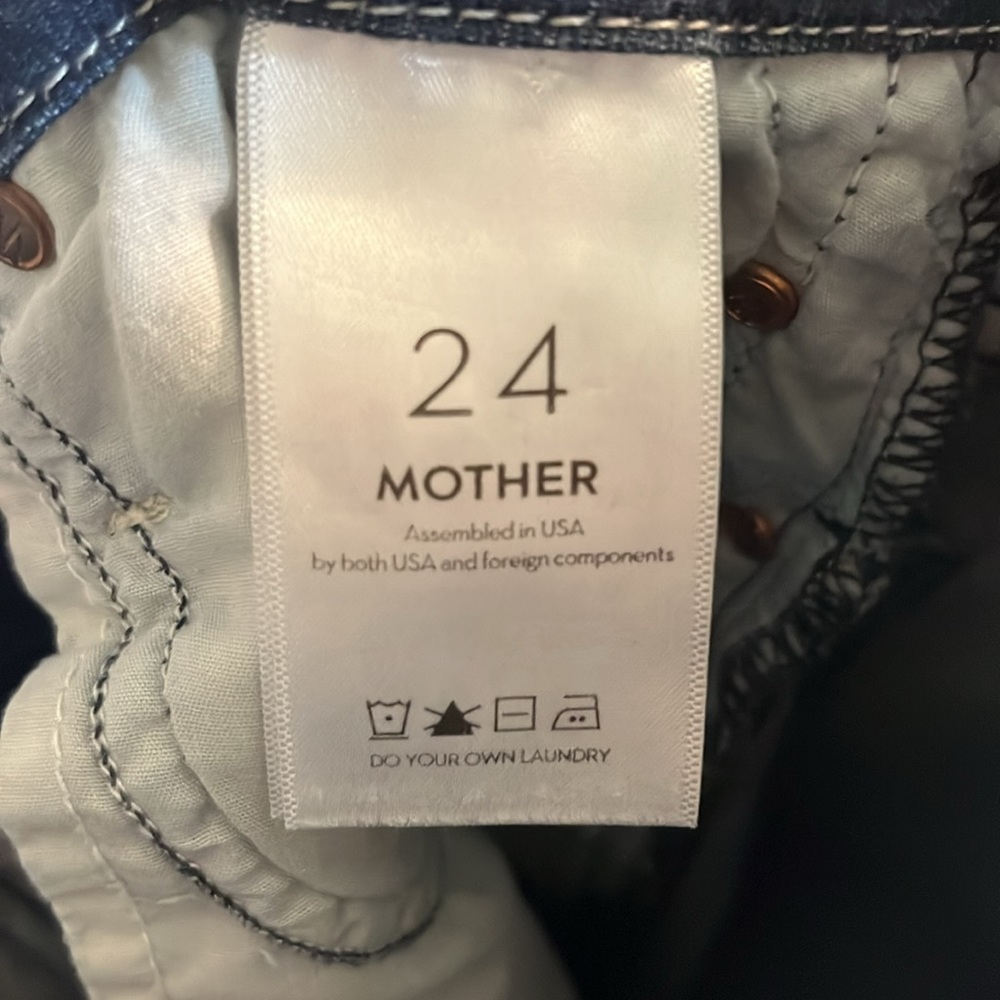 24
MOTHER
Assembled in USA
by both USA and foreign components
DO YOUR OWN LAUNDRY